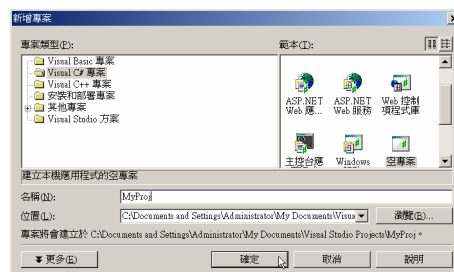 新增專案
專案類型(P):
範本(T):
Visual Basic 專案
Visual C# 專案
Visual C++ 專案
安裝和部署專案
其他專案
Visual Studio 方案
ASP.NET Web 應...
ASP.NET Web 服務
Web 控制項程式庫
主控台應
Windows
空專案
建立本機應用程式的空專案
名稱(N):
MyProj
位置(L):
C:\Documents and Settings\Administrator\My Documents\Visua
瀏覽(B)...
專案將會建立於 C:\Documents and Settings\Administrator\My Documents\Visual Studio Projects\MyProj。
更多(E)
確定
取消
說明